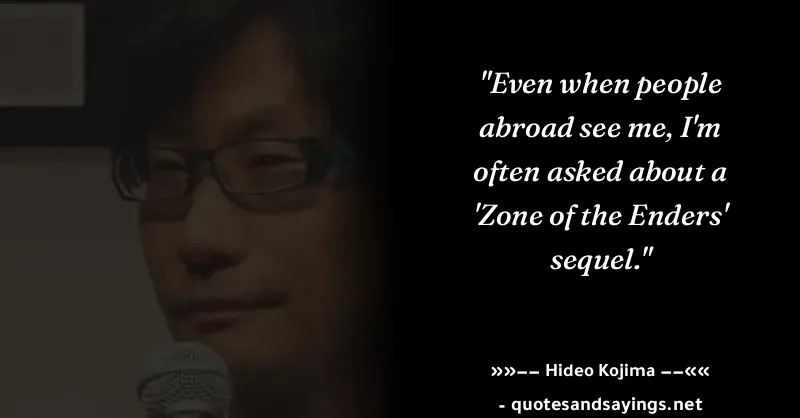 "Even when people
abroad see me, I'm
often asked about a
'Zone of the Enders'
sequel."
»»−− Hideo Kojima −−««
- quotesandsayings.net